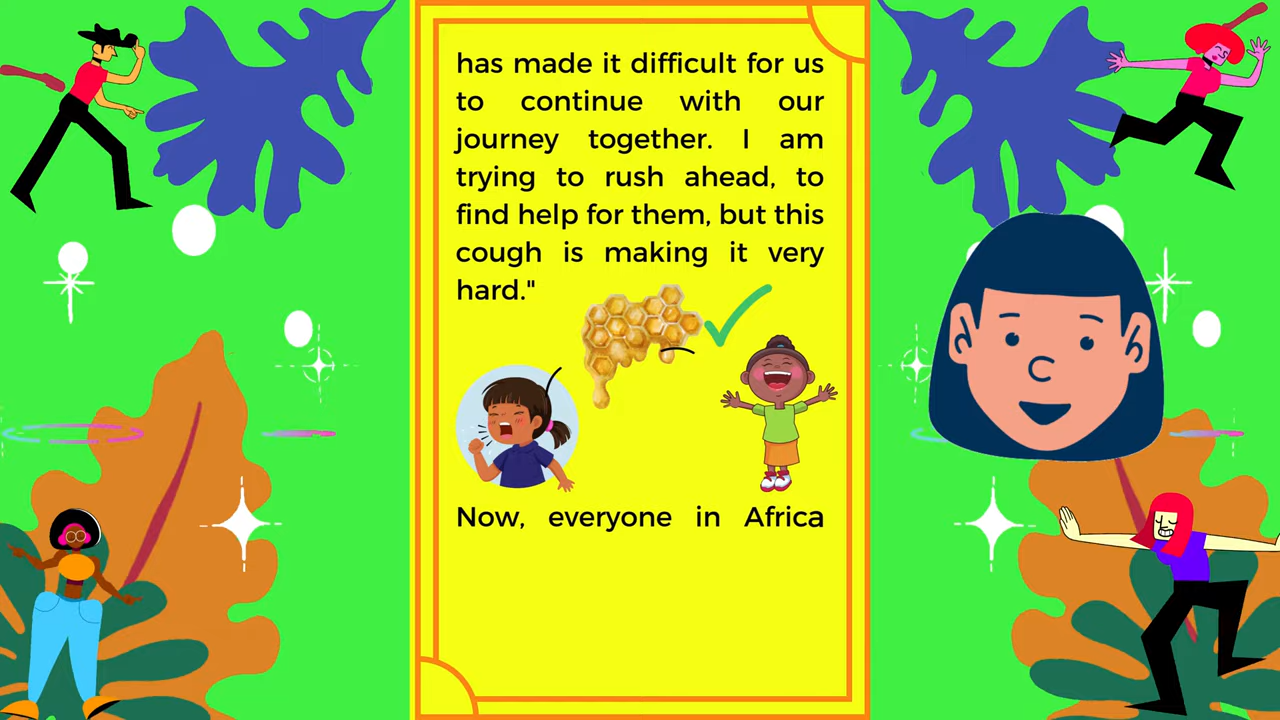 has made it difficult for us
to continue with our
journey together. I am
trying to rush ahead, to
find help for them, but this
cough is making it very
hard."
Now, everyone in Africa